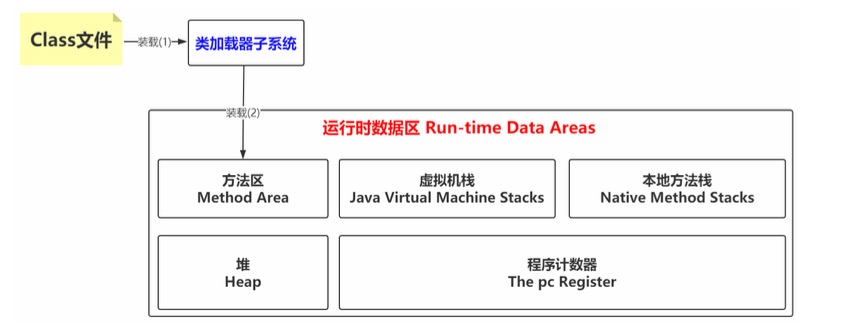 Class文件
装载(1)
类加载器子系统
装载(2)
运行时数据区 Run-time Data Areas
方法区
Method Area
虚拟机栈
Java Virtual Machine Stacks
本地方法栈
Native Method Stacks
堆
Heap
程序计数器
The pc Register